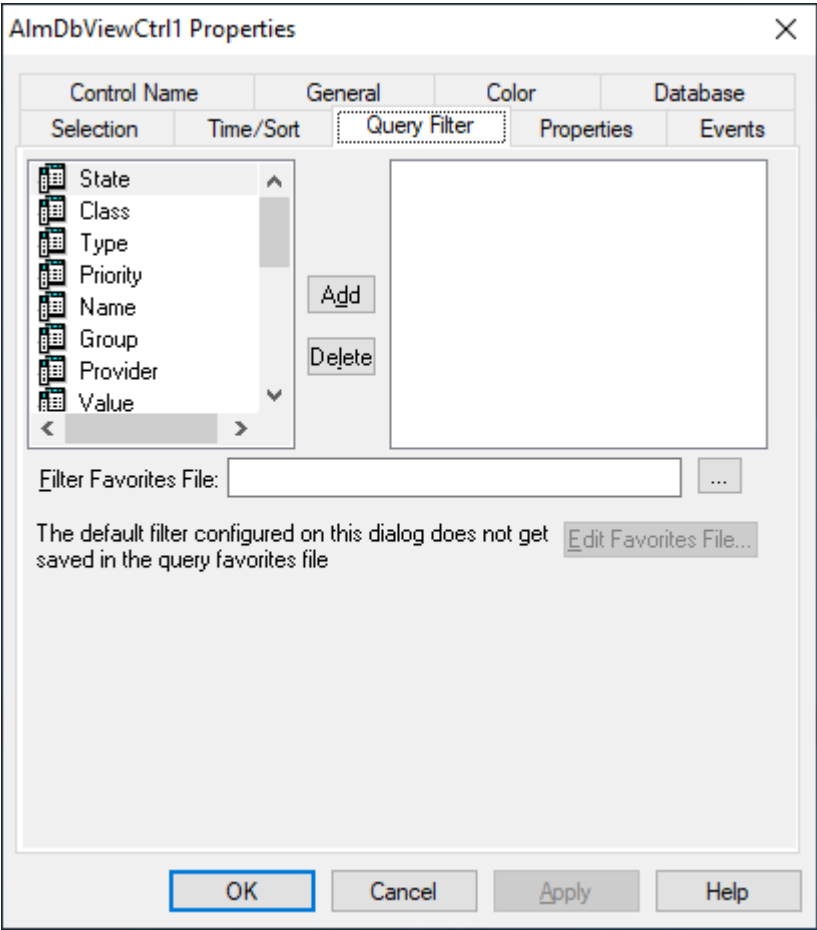 AlmDbViewCtrl1 Properties
Control Name General Color Database
Selection Time/Sort Query Filter Properties Events
State
Class
Type
Priority
Name
Group
Provider
Value
Add
Delete
Filter Favorites File: ...
The default filter configured on this dialog does not get
saved in the query favorites file
Edit Favorites File...
OK Cancel Apply Help